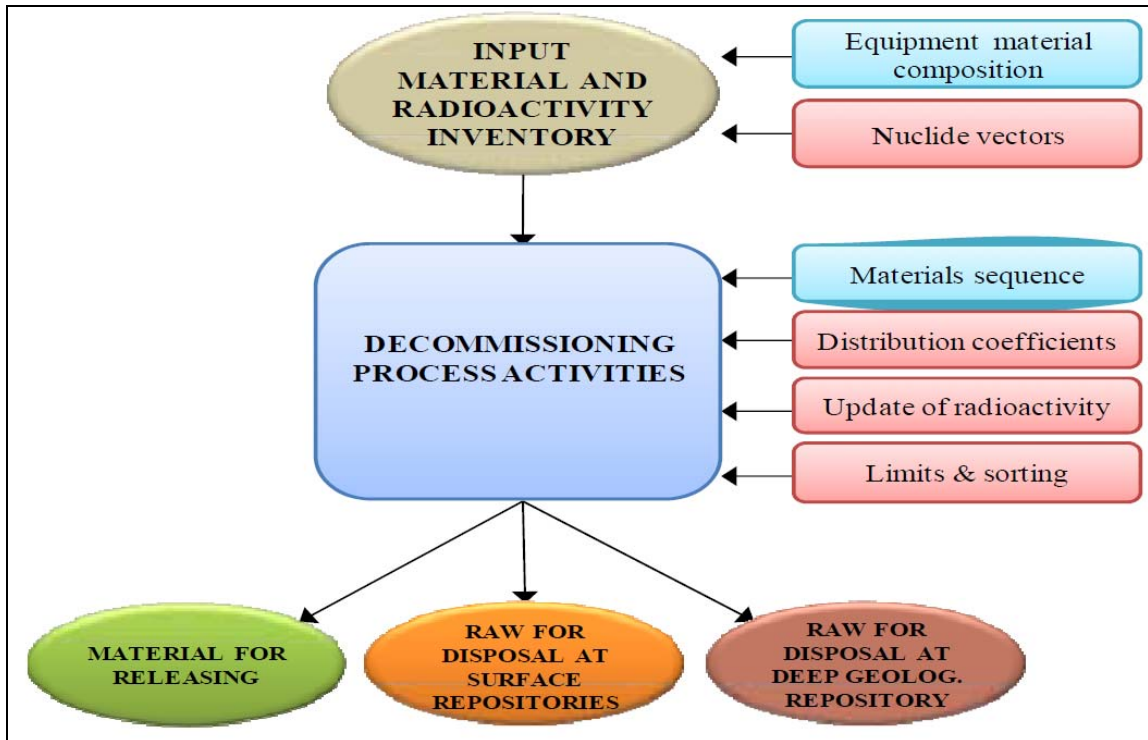 INPUT
MATERIAL AND
RADIOACTIVITY
INVENTORY
Equipment material
composition
Nuclide vectors
DECOMMISSIONING
PROCESS ACTIVITIES
Materials sequence
Distribution coefficients
Update of radioactivity
Limits & sorting
MATERIAL FOR
RELEASING
RAW FOR
DISPOSAL AT
SURFACE
REPOSITORIES
RAW FOR
DISPOSAL AT
DEEP GEOLOG.
REPOSITORY